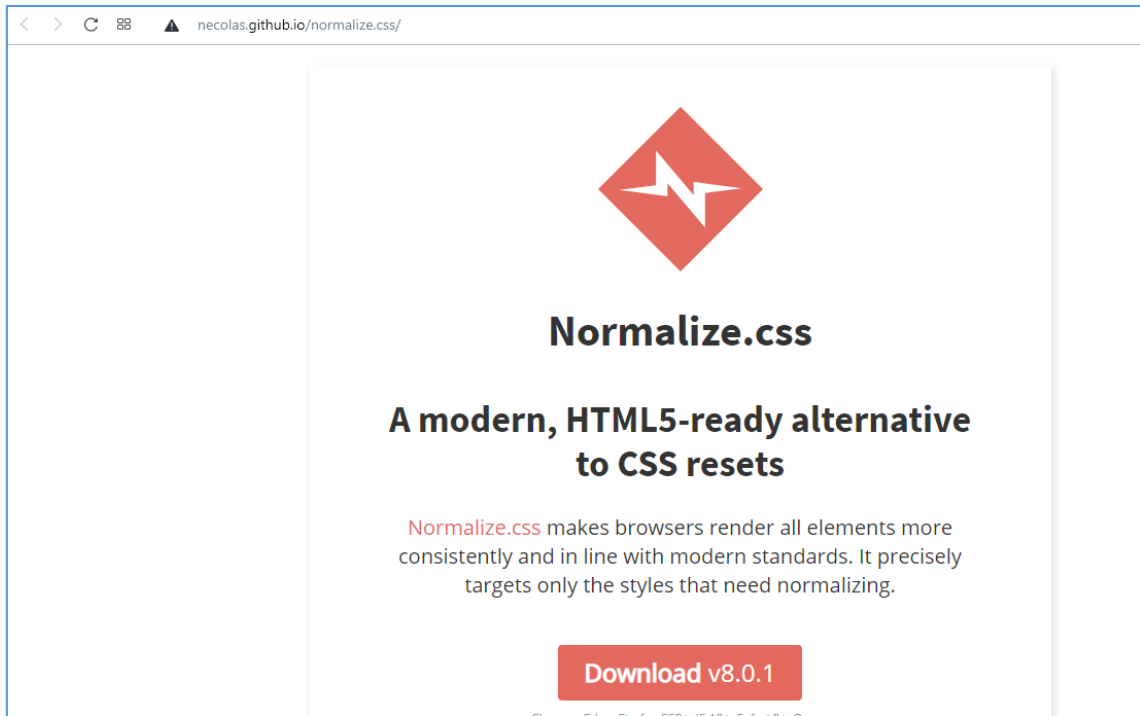 necolas.github.io/normalize.css/
Normalize.css
A modern, HTML5-ready alternative
to CSS resets
Normalize.css makes browsers render all elements more
consistently and in line with modern standards. It precisely
targets only the styles that need normalizing.
Download v8.0.1